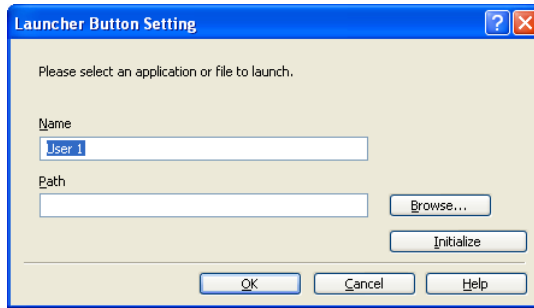 Launcher Button Setting
Please select an application or file to launch.
Name
User 1
Path
Browse...
Initialize
OK
Cancel
Help